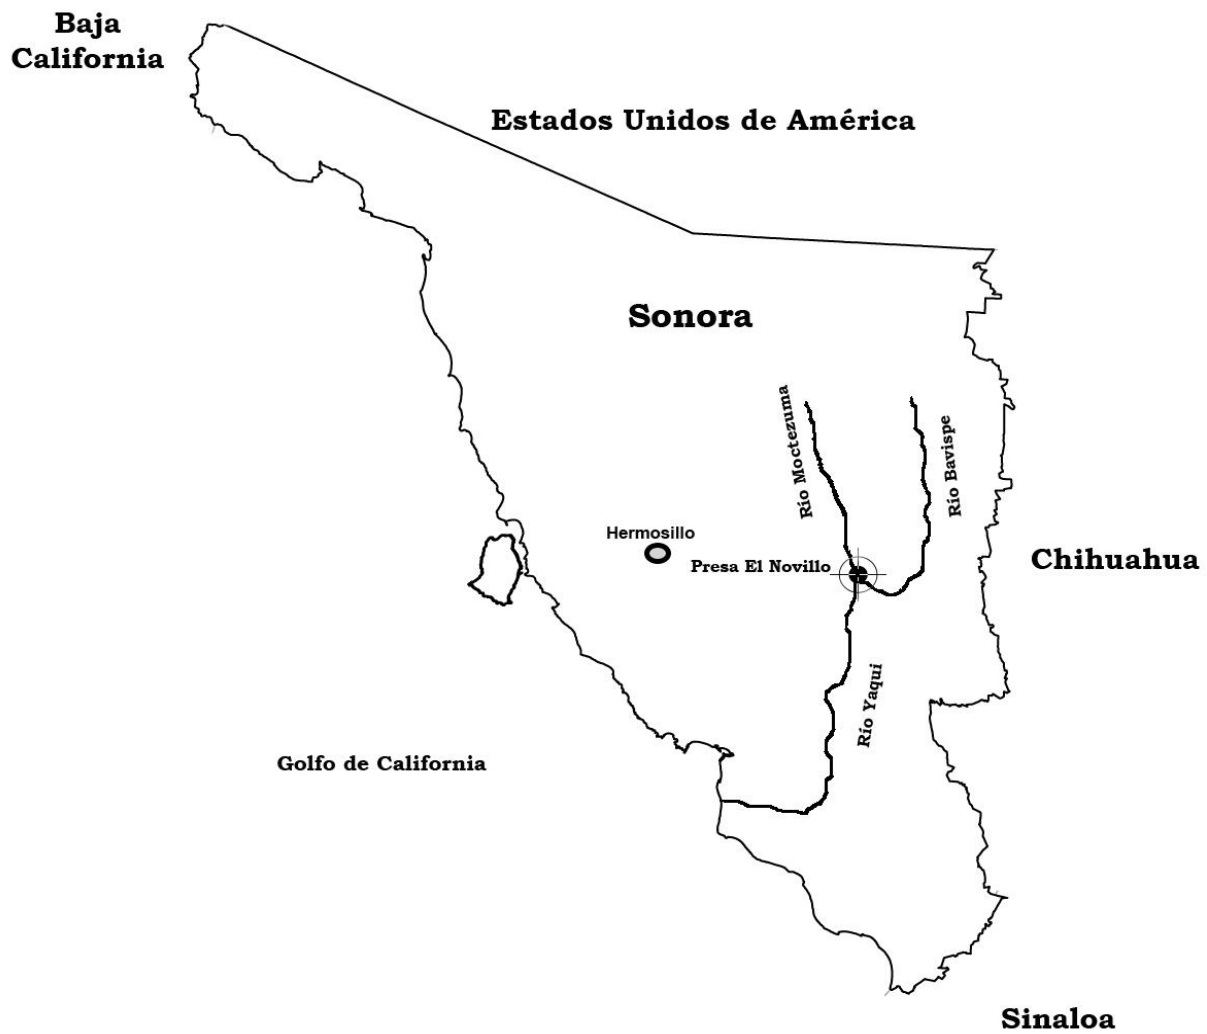 Baja
California
Estados Unidos de América
Sonora
Río Moctezuma
Río Bavispe
Hermosillo
Presa El Novillo
Chihuahua
Río Yaqui
Golfo de California
Sinaloa